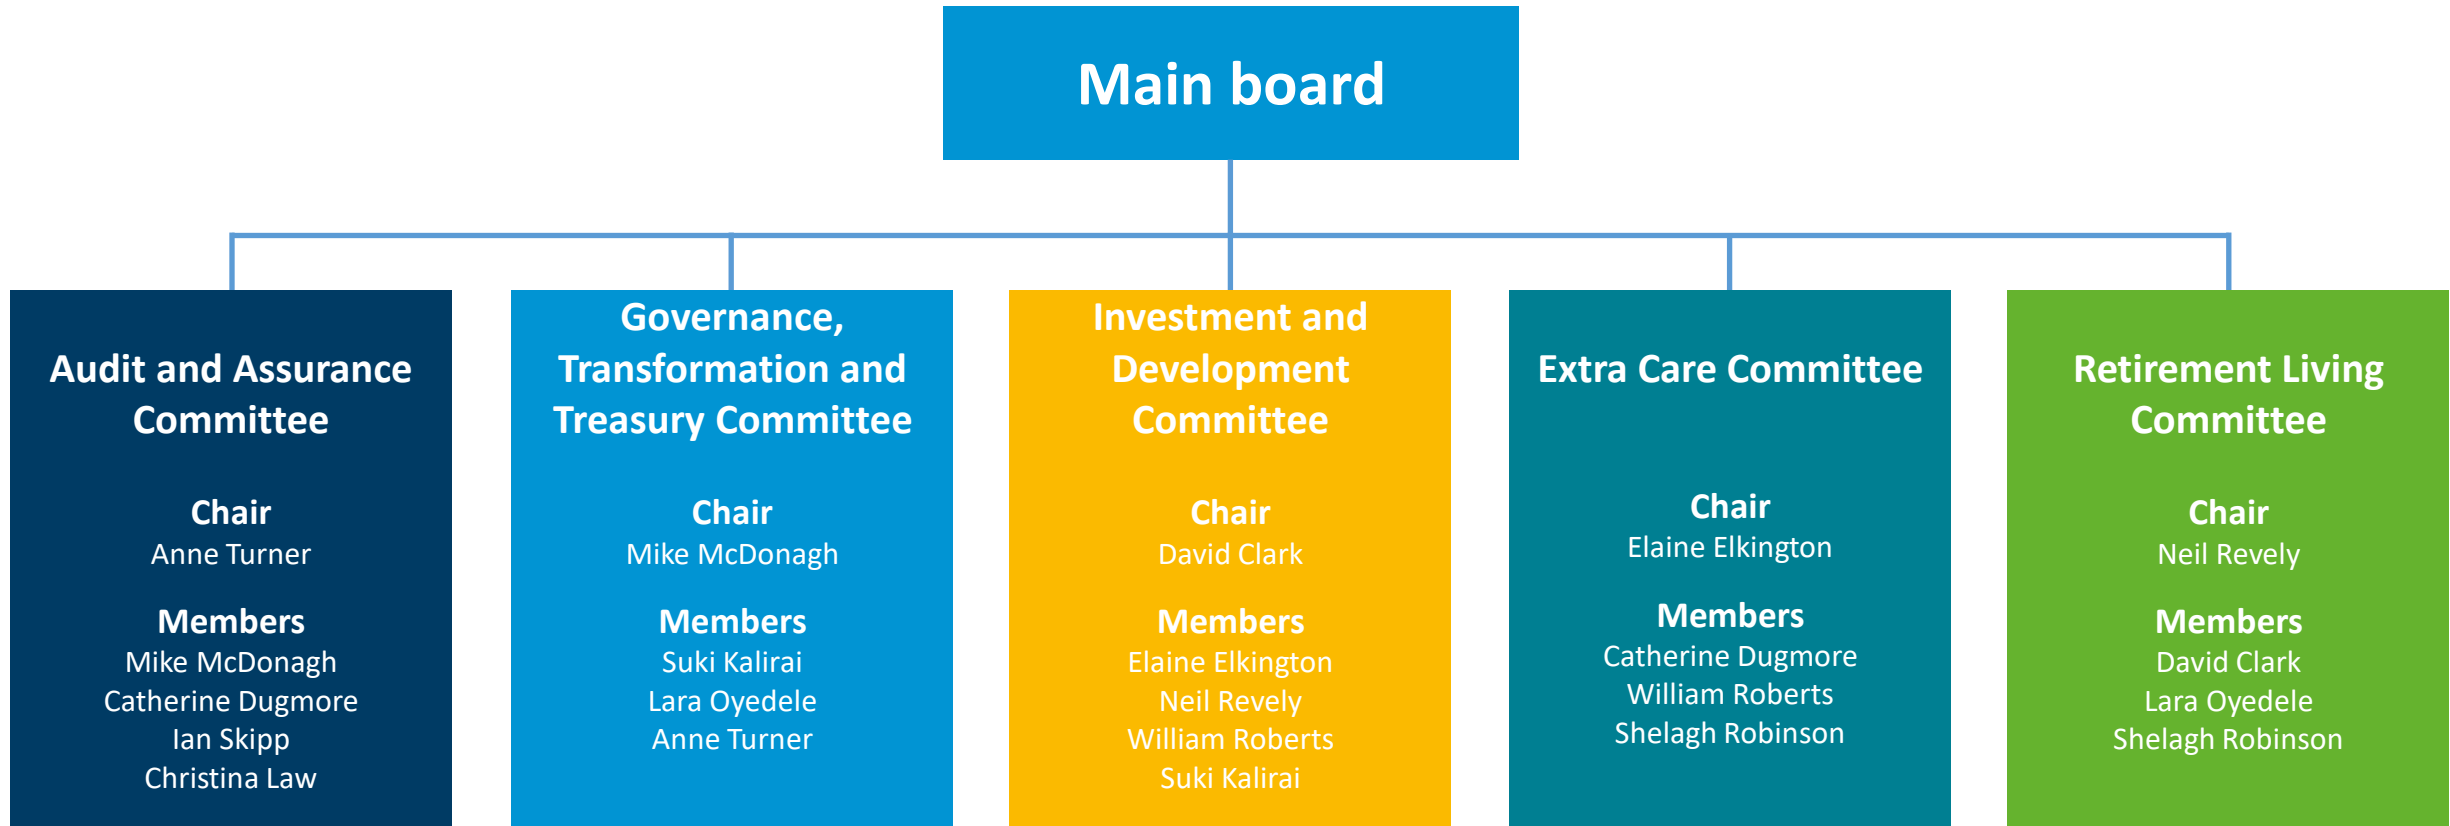 Main board
Audit and Assurance
Committee
Chair
Anne Turner
Members
Mike McDonagh
Catherine Dugmore
Ian Skipp
Christina Law
Governance,
Transformation and
Treasury Committee
Chair
Mike McDonagh
Members
Suki Kalirai
Lara Oyedele
Anne Turner
Investment and
Development
Committee
Chair
David Clark
Members
Elaine Elkington
Neil Revely
William Roberts
Suki Kalirai
Extra Care Committee
Chair
Elaine Elkington
Members
Catherine Dugmore
William Roberts
Shelagh Robinson
Retirement Living
Committee
Chair
Neil Revely
Members
David Clark
Lara Oyedele
Shelagh Robinson